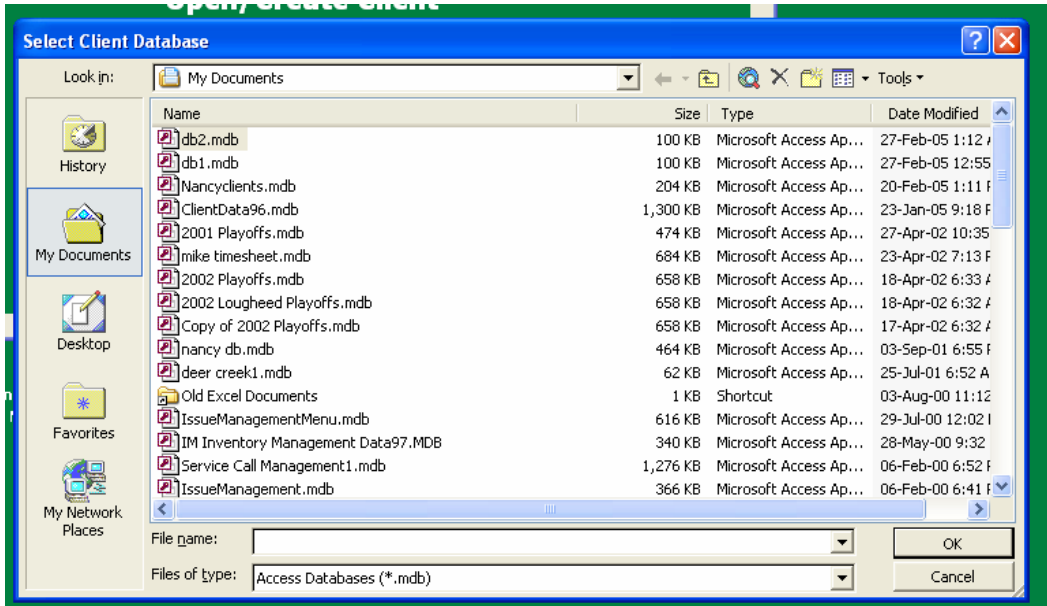 Open/Create Client
Select Client Database
Look in: My Documents Tools
Name Size Type Date Modified
db2.mdb 100 KB Microsoft Access Ap... 27-Feb-05 1:12
db1.mdb 100 KB Microsoft Access Ap... 27-Feb-05 12:55
Nancyclients.mdb 204 KB Microsoft Access Ap... 20-Feb-05 1:11
ClientData96.mdb 1,300 KB Microsoft Access Ap... 23-Jan-05 9:18
2001 Playoffs.mdb 474 KB Microsoft Access Ap... 27-Apr-02 10:35
mike timesheet.mdb 684 KB Microsoft Access Ap... 23-Apr-02 7:13
2002 Playoffs.mdb 658 KB Microsoft Access Ap... 18-Apr-02 6:33
2002 Lougheed Playoffs.mdb 658 KB Microsoft Access Ap... 18-Apr-02 6:32
Copy of 2002 Playoffs.mdb 658 KB Microsoft Access Ap... 17-Apr-02 6:32
nancy db.mdb 464 KB Microsoft Access Ap... 03-Sep-01 6:55
deer creek1.mdb 62 KB Microsoft Access Ap... 25-Jul-01 6:52 A
Old Excel Documents 1 KB Shortcut 03-Aug-00 11:12
IssueManagementMenu.mdb 616 KB Microsoft Access Ap... 29-Jul-00 12:02
IM Inventory Management Data97.MDB 340 KB Microsoft Access Ap... 28-May-00 9:32
Service Call Management1.mdb 1,276 KB Microsoft Access Ap... 06-Feb-00 6:52
IssueManagement.mdb 366 KB Microsoft Access Ap... 06-Feb-00 6:41
History
My Documents
Desktop
Favorites
My Network
Places
File name: OK
Files of type: Access Databases (*.mdb) Cancel